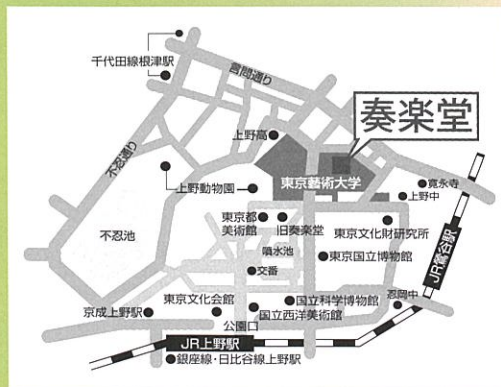 千代田線根津駅
言問通り
奏楽堂
不忍通り
上野高
東京藝術大学
寛永寺
上野中
上野動物園
東京都
美術館
旧奏楽堂
東京文化財研究所
不忍池
噴水池
東京国立博物館
JR鶯谷駅
交番
京成上野駅
東京文化会館
国立科学博物館
忍岡中
公園口
国立西洋美術館
JR上野駅
銀座線・日比谷線上野駅